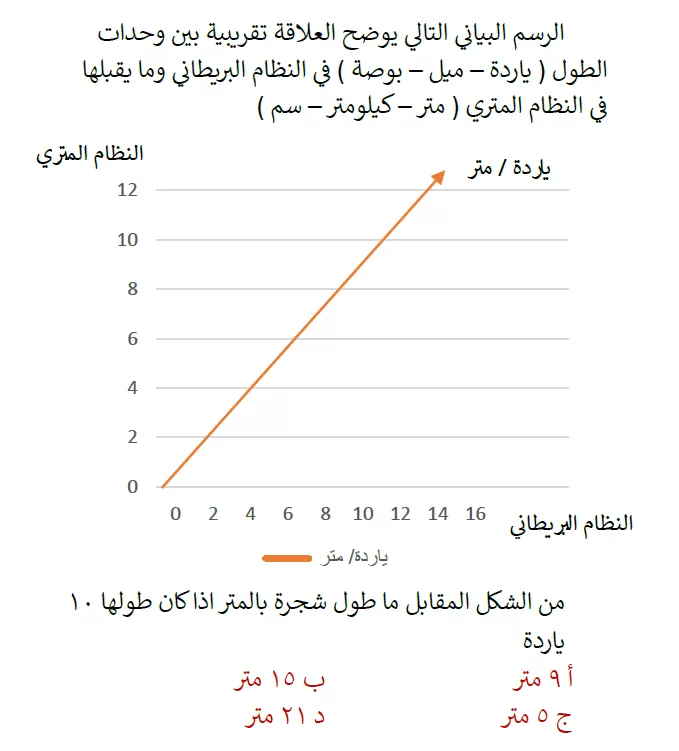 الرسم البياني التالي يوضح العلاقة تقريبية بين وحدات
الطول ( ياردة – ميل – بوصة ) في النظام البريطاني وما يقبلها
في النظام المتري ( متر – كيلومتر – سم )
النظام المتري
ياردة / متر
12
10
8
6
4
2
0
0 2 4 6 8 10 12 14 16
النظام البريطاني
ياردة/ متر
من الشكل المقابل ما طول شجرة بالمتر اذا كان طولها ١٠
ياردة
أ ٩ متر ب ١٥ متر
ج ٥ متر د ٢١ متر